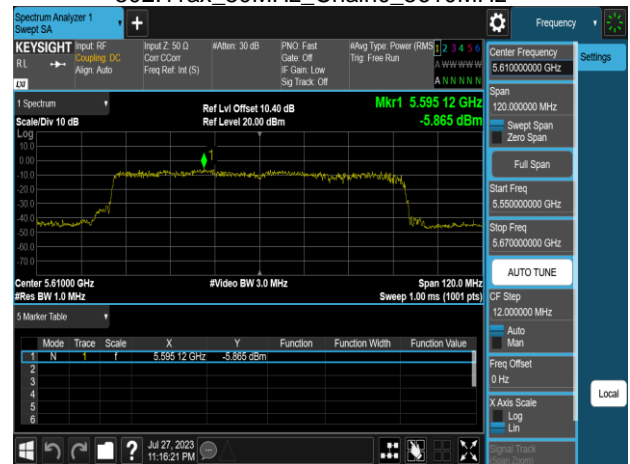 Spectrum Analyzer 1
Swept SA
+
Frequency
KEYSIGHT
RL
LXI
Input: RF
Coupling: DC
Align: Auto
Input Z: 50 Ω
Corr CCorr
Freq Ref: Int (S)
#Atten: 30 dB
PNO: Fast
Gate: Off
IF Gain: Low
Sig Track: Off
#Avg Type: Power (RMS
Trig: Free Run
1 2 3 4 5 6
A W W W W W
A N N N N N
1 Spectrum
Scale/Div 10 dB
Ref Lvl Offset 10.40 dB
Ref Level 20.00 dBm
Mkr1 5.595 12 GHz
-5.865 dBm
Log
10.0
0.00
-10.0
-20.0
-30.0
-40.0
-50.0
-60.0
-70.0
1
Center 5.61000 GHz
#Video BW 3.0 MHz
Span 120.0 MHz
#Res BW 1.0 MHz
Sweep 1.00 ms (1001 pts)
5 Marker Table
Mode Trace Scale X Y Function Function Width Function Value
1 N 1 f 5.595 12 GHz -5.865 dBm
2
3
4
5
6
?
Jul 27, 2023
11:16:21 PM
Center Frequency
5.610000000 GHz
Settings
Span
120.000000 MHz
Swept Span
Zero Span
Full Span
Start Freq
5.550000000 GHz
Stop Freq
5.670000000 GHz
AUTO TUNE
CF Step
12.000000 MHz
Auto
Man
Freq Offset
0 Hz
X Axis Scale
Log
Lin
Local
Signal Track
(Span Zoom)